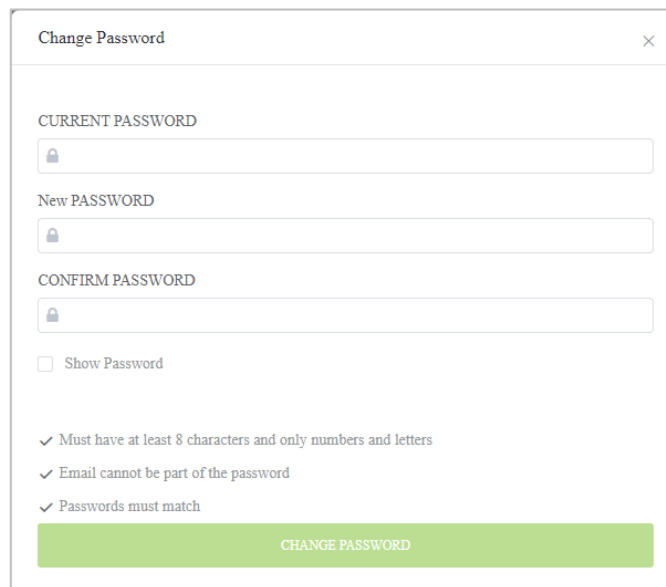 Change Password
CURRENT PASSWORD
New PASSWORD
CONFIRM PASSWORD
Show Password
Must have at least 8 characters and only numbers and letters
Email cannot be part of the password
Passwords must match
CHANGE PASSWORD